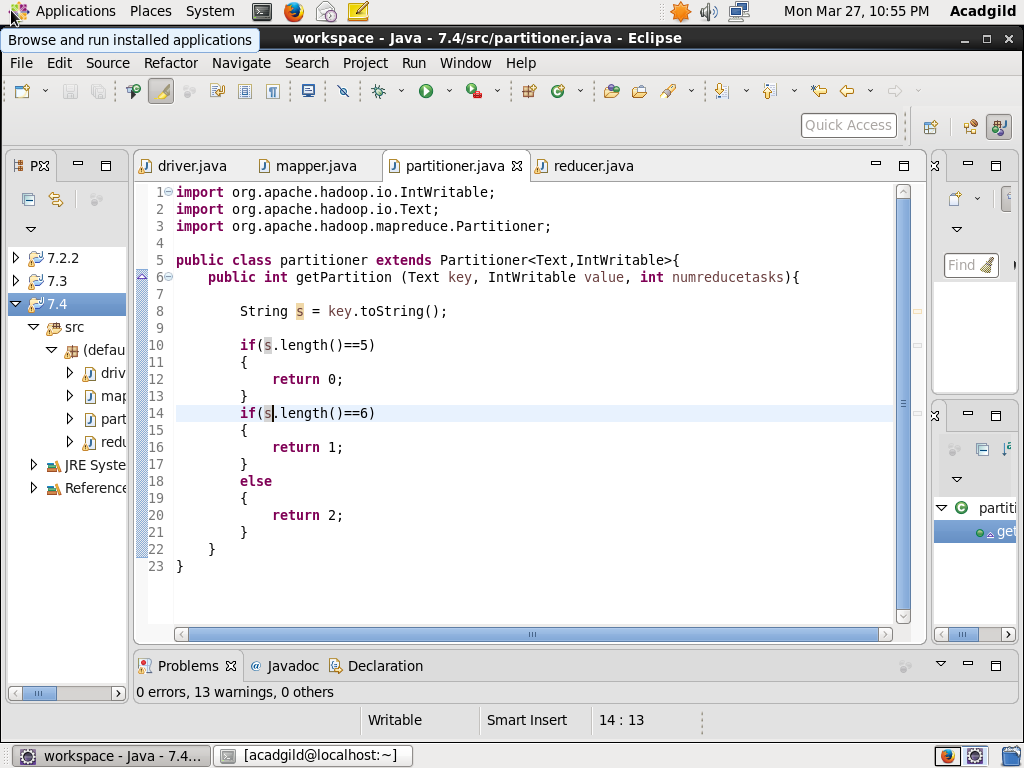 Applications Places System Mon Mar 27, 10:55 PM Acadgild
Browse and run installed applications
workspace - Java - 7.4/src/partitioner.java - Eclipse
File Edit Source Refactor Navigate Search Project Run Window Help
Quick Access
P
driver.java mapper.java partitioner.java reducer.java
7.2.2
7.3
7.4
src
(defau
driv
map
part
redu
JRE Syste
Reference
1 import org.apache.hadoop.io.IntWritable;
2 import org.apache.hadoop.io.Text;
3 import org.apache.hadoop.mapreduce.Partitioner;
4
5 public class partitioner extends Partitioner<Text,IntWritable>{
6 public int getPartition (Text key, IntWritable value, int numreducetasks){
7
8 String s = key.toString();
9
10 if(s.length()==5)
11 {
12 return 0;
13 }
14 if(s.length()==6)
15 {
16 return 1;
17 }
18 else
19 {
20 return 2;
21 }
22 }
23 }
Find
partiti
get
Problems @ Javadoc Declaration
0 errors, 13 warnings, 0 others
Writable Smart Insert 14 : 13
workspace - Java - 7.4... [acadgild@localhost:~]